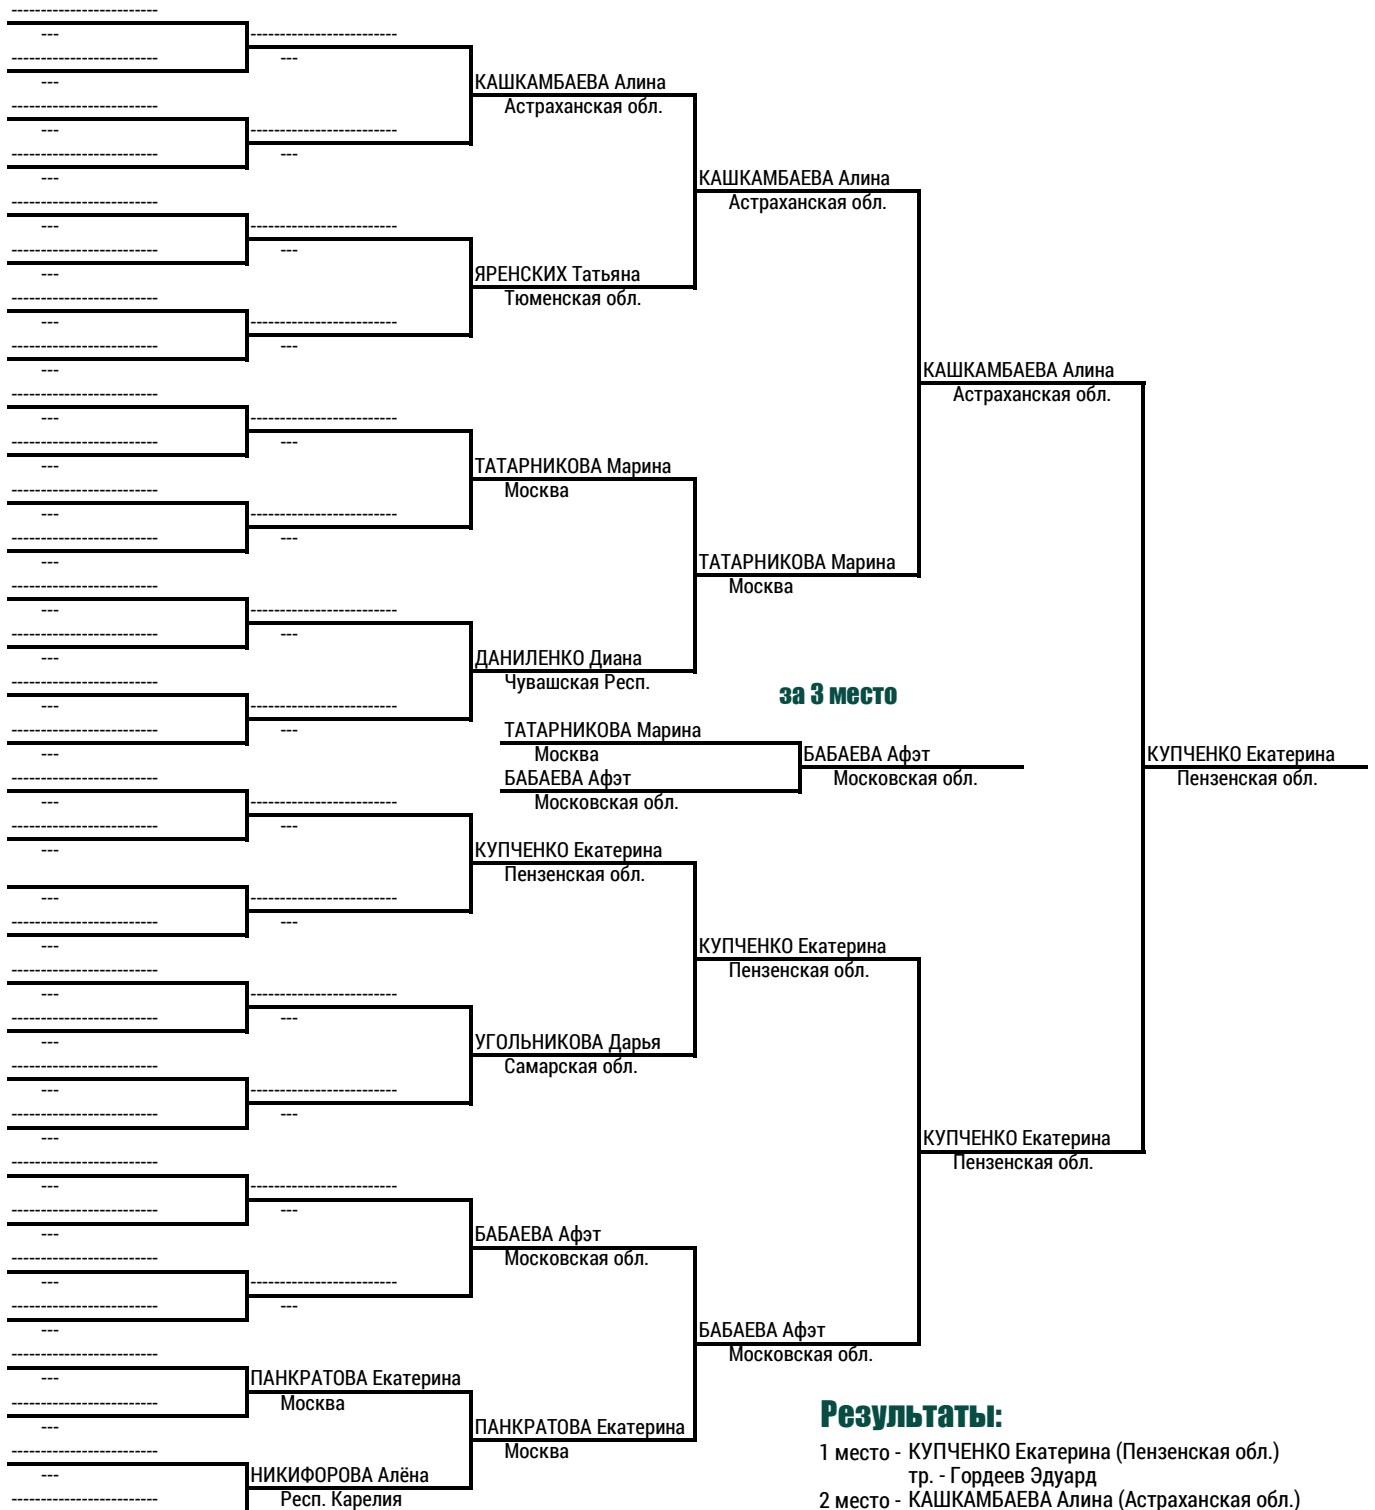 -------------------------
---
-------------------------
---
-------------------------
---
-------------------------
---
-------------------------
---
-------------------------
---
-------------------------
---
-------------------------
---
-------------------------
---
-------------------------
---
-------------------------
---
-------------------------
---
-------------------------
---
-------------------------
---
-------------------------
---
-------------------------
---
-------------------------
---
-------------------------
---
---
-------------------------
---
-------------------------
---
-------------------------
---
-------------------------
---
-------------------------
---
-------------------------
---
-------------------------
---
-------------------------
---
-------------------------
---
-------------------------
---
-------------------------
---
-------------------------
---
-------------------------
-------------------------
---
-------------------------
---
-------------------------
---
-------------------------
---
-------------------------
---
-------------------------
---
-------------------------
---
-------------------------
---
-------------------------
---
-------------------------
---
-------------------------
---
-------------------------
---
-------------------------
---
-------------------------
---
ПАНКРАТОВА Екатерина
Москва
НИКИФОРОВА Алёна
Респ. Карелия
КАШКАМБАЕВА Алина
Астраханская обл.
ЯРЕНСКИХ Татьяна
Тюменская обл.
ТАТАРНИКОВА Марина
Москва
ДАНИЛЕНКО Диана
Чувашская Респ.
КУПЧЕНКО Екатерина
Пензенская обл.
УГОЛЬНИКОВА Дарья
Самарская обл.
БАБАЕВА Афэт
Московская обл.
ПАНКРАТОВА Екатерина
Москва
КАШКАМБАЕВА Алина
Астраханская обл.
ТАТАРНИКОВА Марина
Москва
КУПЧЕНКО Екатерина
Пензенская обл.
БАБАЕВА Афэт
Московская обл.
КАШКАМБАЕВА Алина
Астраханская обл.
КУПЧЕНКО Екатерина
Пензенская обл.
КУПЧЕНКО Екатерина
Пензенская обл.
за 3 место
ТАТАРНИКОВА Марина
Москва
БАБАЕВА Афэт
Московская обл.
БАБАЕВА Афэт
Московская обл.
Результаты:
1 место - КУПЧЕНКО Екатерина (Пензенская обл.)
тр. - Гордеев Эдуард
2 место - КАШКАМБАЕВА Алина (Астраханская обл.)